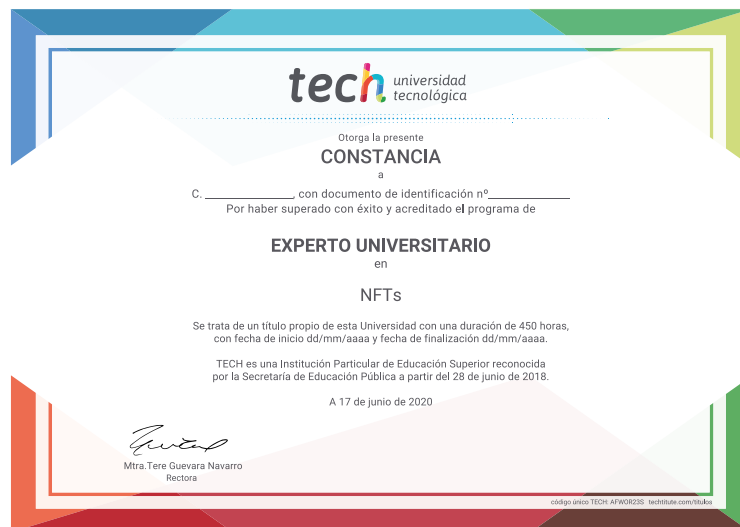 tech universidad
tecnológica
Otorga la presente
CONSTANCIA
a
C. ______________, con documento de identificación nº______________
Por haber superado con éxito y acreditado el programa de
EXPERTO UNIVERSITARIO
en
NFTs
Se trata de un título propio de esta Universidad con una duración de 450 horas,
con fecha de inicio dd/mm/aaaa y fecha de finalización dd/mm/aaaa.
TECH es una Institución Particular de Educación Superior reconocida
por la Secretaría de Educación Pública a partir del 28 de junio de 2018.
A 17 de junio de 2020
Mtra.Tere Guevara Navarro
Rectora
código único TECH: AFWOR23S techtitute.com/titulos